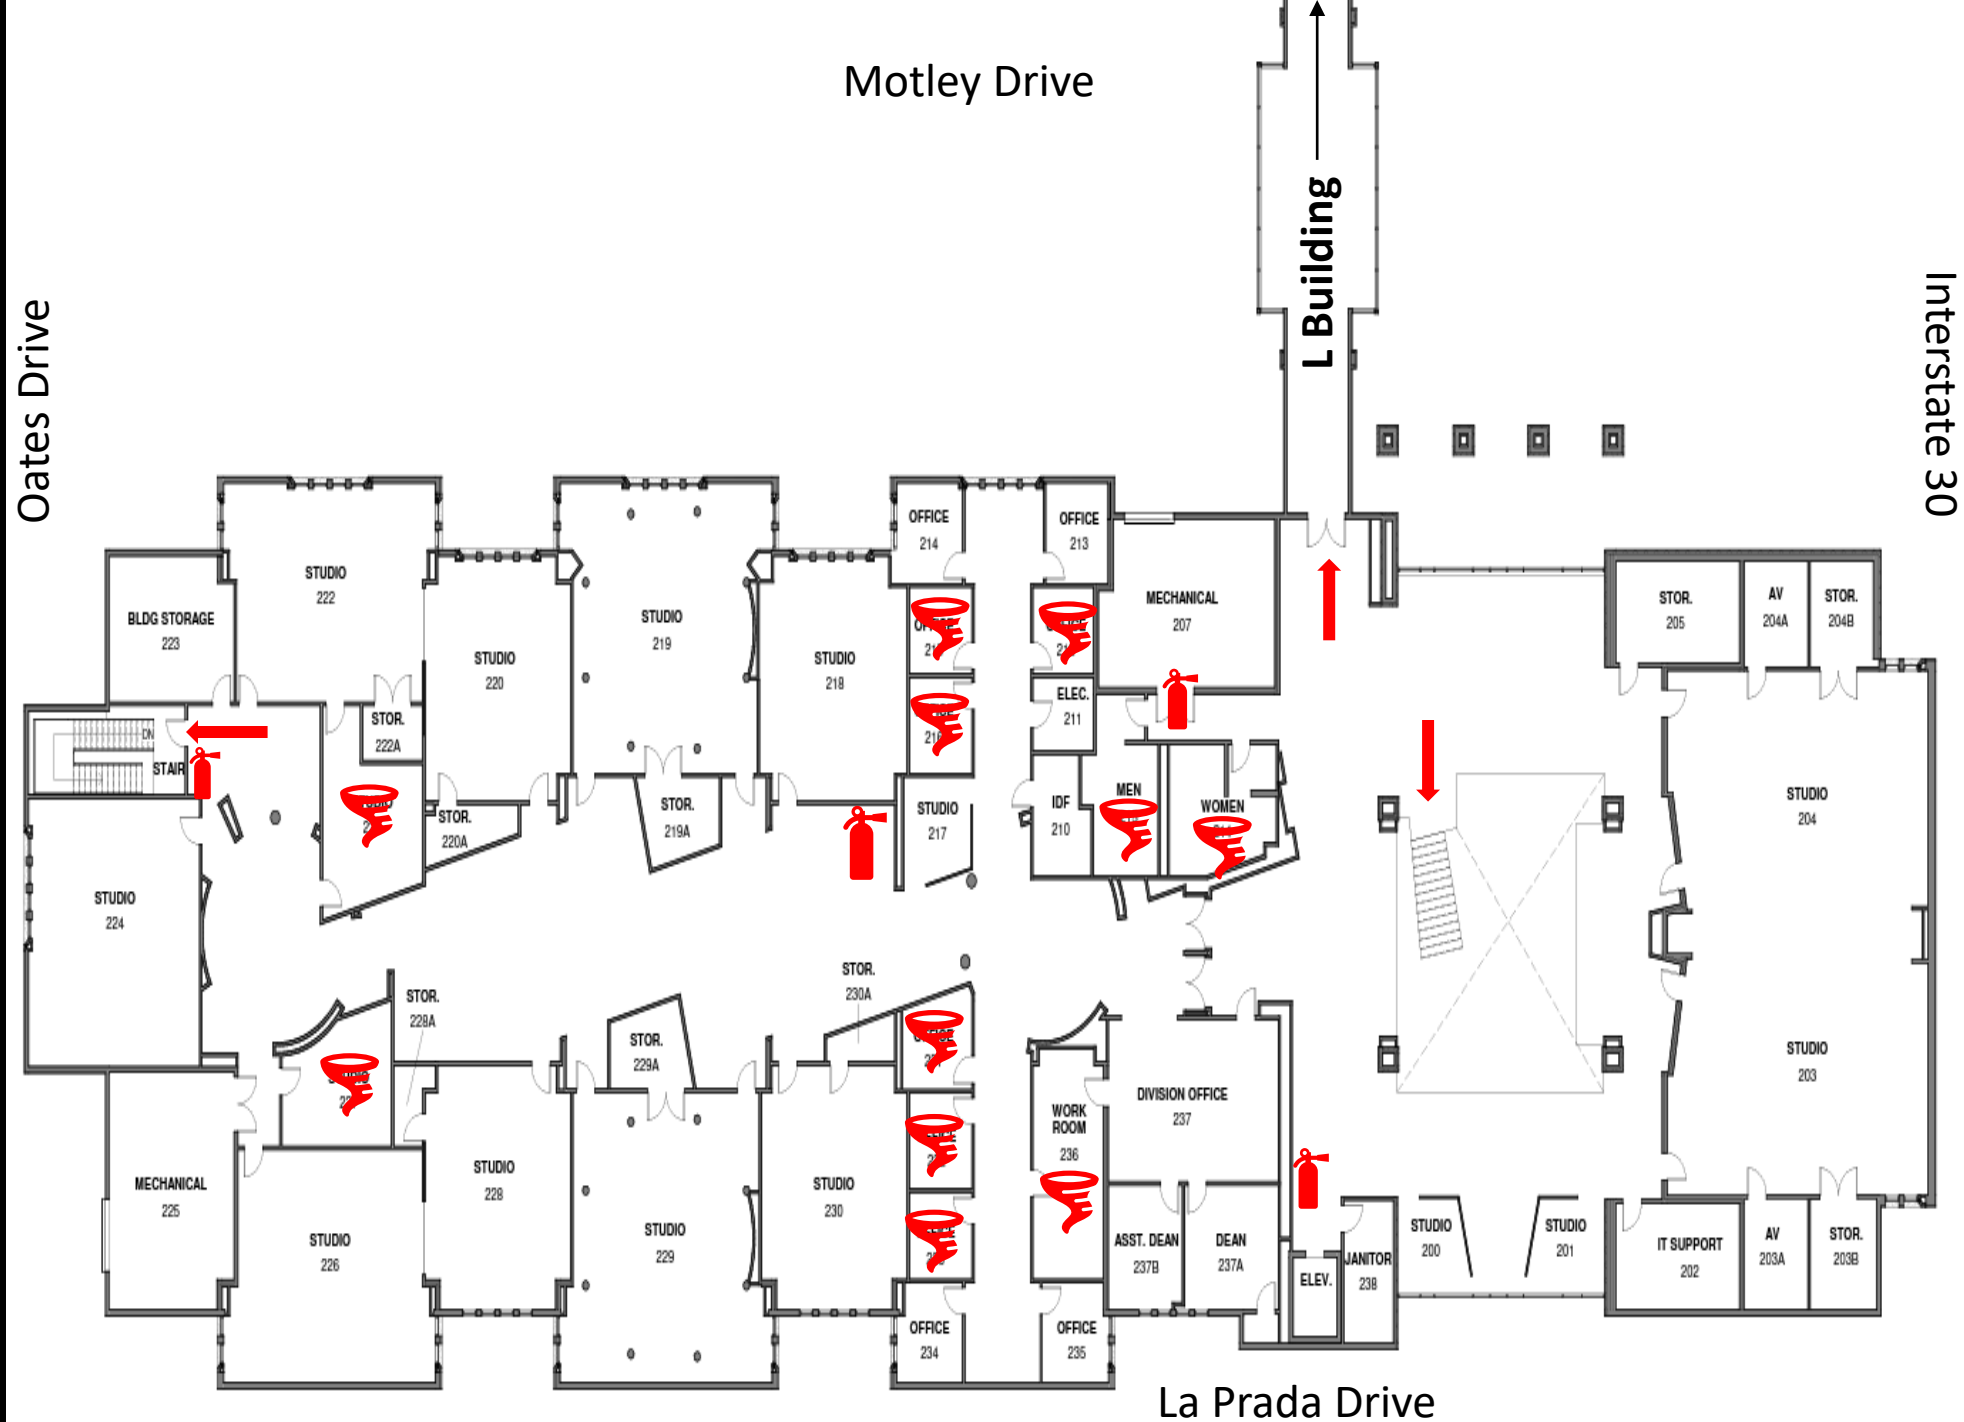 Motley Drive
L Building
Oates Drive
Interstate 30
OFFICE
214
OFFICE
213
STUDIO
222
BLDG STORAGE
223
STUDIO
219
STUDIO
220
STUDIO
218
MECHANICAL
207
STOR.
205
AV
204A
STOR.
204B
ELEC.
211
STOR.
222A
DN
STAIR
STOR.
220A
STOR.
219A
STUDIO
217
IDF
210
MEN
WOMEN
STUDIO
204
STUDIO
224
STOR.
228A
STOR.
230A
STOR.
229A
STUDIO
203
WORK
ROOM
236
DIVISION OFFICE
237
MECHANICAL
225
STUDIO
228
STUDIO
230
STUDIO
226
STUDIO
229
ASST. DEAN
237B
DEAN
237A
ELEV.
JANITOR
238
STUDIO
200
STUDIO
201
IT SUPPORT
202
AV
203A
STOR.
203B
OFFICE
234
OFFICE
235
La Prada Drive